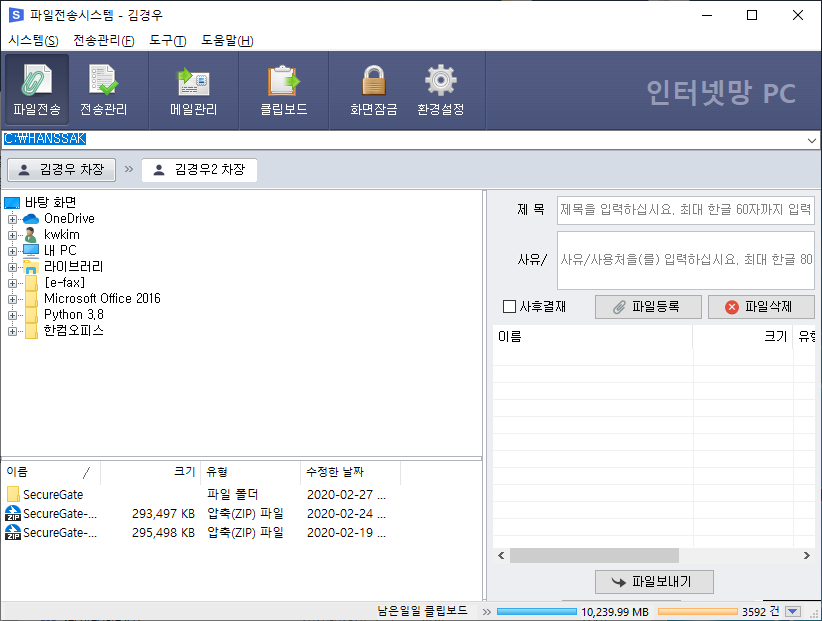 S 파일전송시스템 - 김경우
시스템(S) 전송관리(F) 도구(T) 도움말(H)
파일전송 전송관리 메일관리 클립보드 화면잠금 환경설정 인터넷망 PC
C:\HANSSAK
김경우 차장 » 김경우2 차장
바탕 화면
OneDrive
kwkim
내 PC
라이브러리
[e-fax]
Microsoft Office 2016
Python 3.8
한컴오피스
제 목 제목을 입력하십시요. 최대 한글 60자까지 입력
사유/ 사유/사용처을(를) 입력하십시요. 최대 한글 80
사후결재 파일등록 파일삭제
이름 크기 유형
이름 크기 유형 수정한 날짜
SecureGate 파일 폴더 2020-02-27 ...
SecureGate-... 293,497 KB 압축(ZIP) 파일 2020-02-24 ...
SecureGate-... 295,498 KB 압축(ZIP) 파일 2020-02-19 ...
파일보내기
남은일일 클립보드 » 10,239.99 MB 3592 건